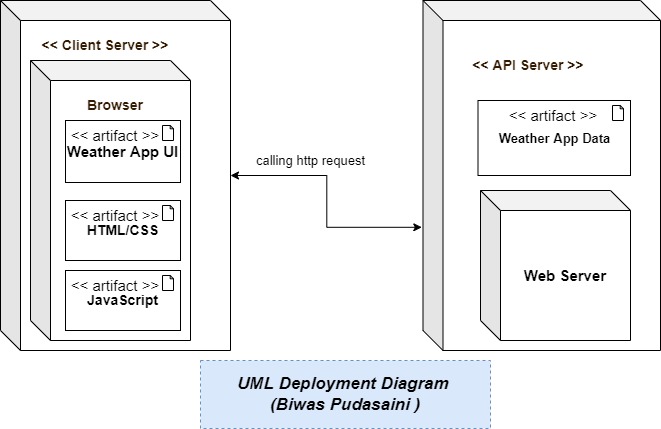 << Client Server >>
Browser
<< artifact >>
Weather App UI
<< artifact >>
HTML/CSS
<< artifact >>
JavaScript
calling http request
<< API Server >>
<< artifact >>
Weather App Data
Web Server
UML Deployment Diagram
(Biwas Pudasaini )